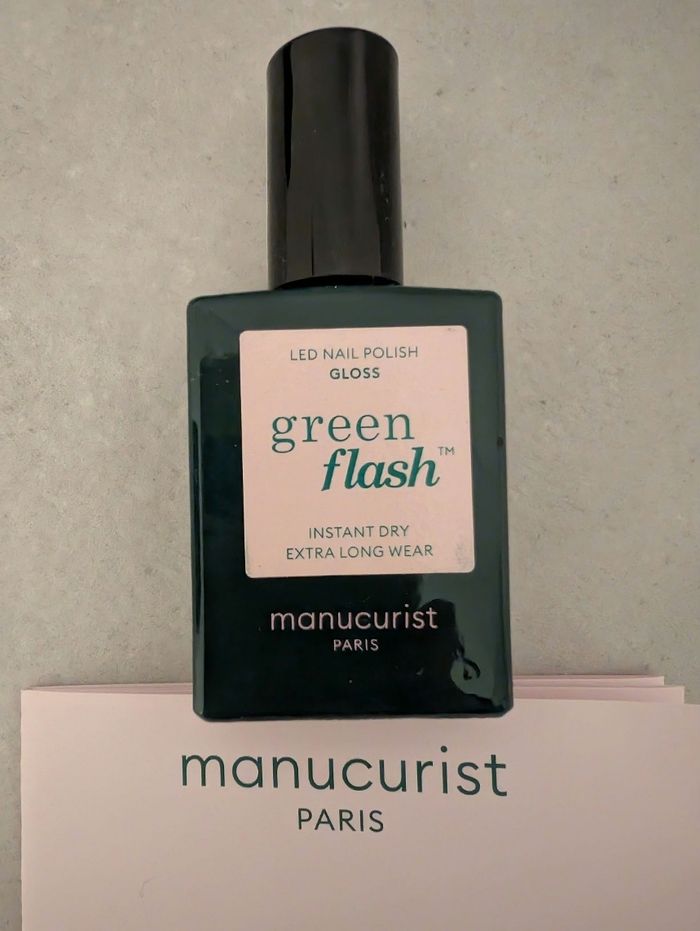 LED NAIL POLISH
GLOSS
green
flash™
INSTANT DRY
EXTRA LONG WEAR
manucurist
PARIS
manucurist
PARIS